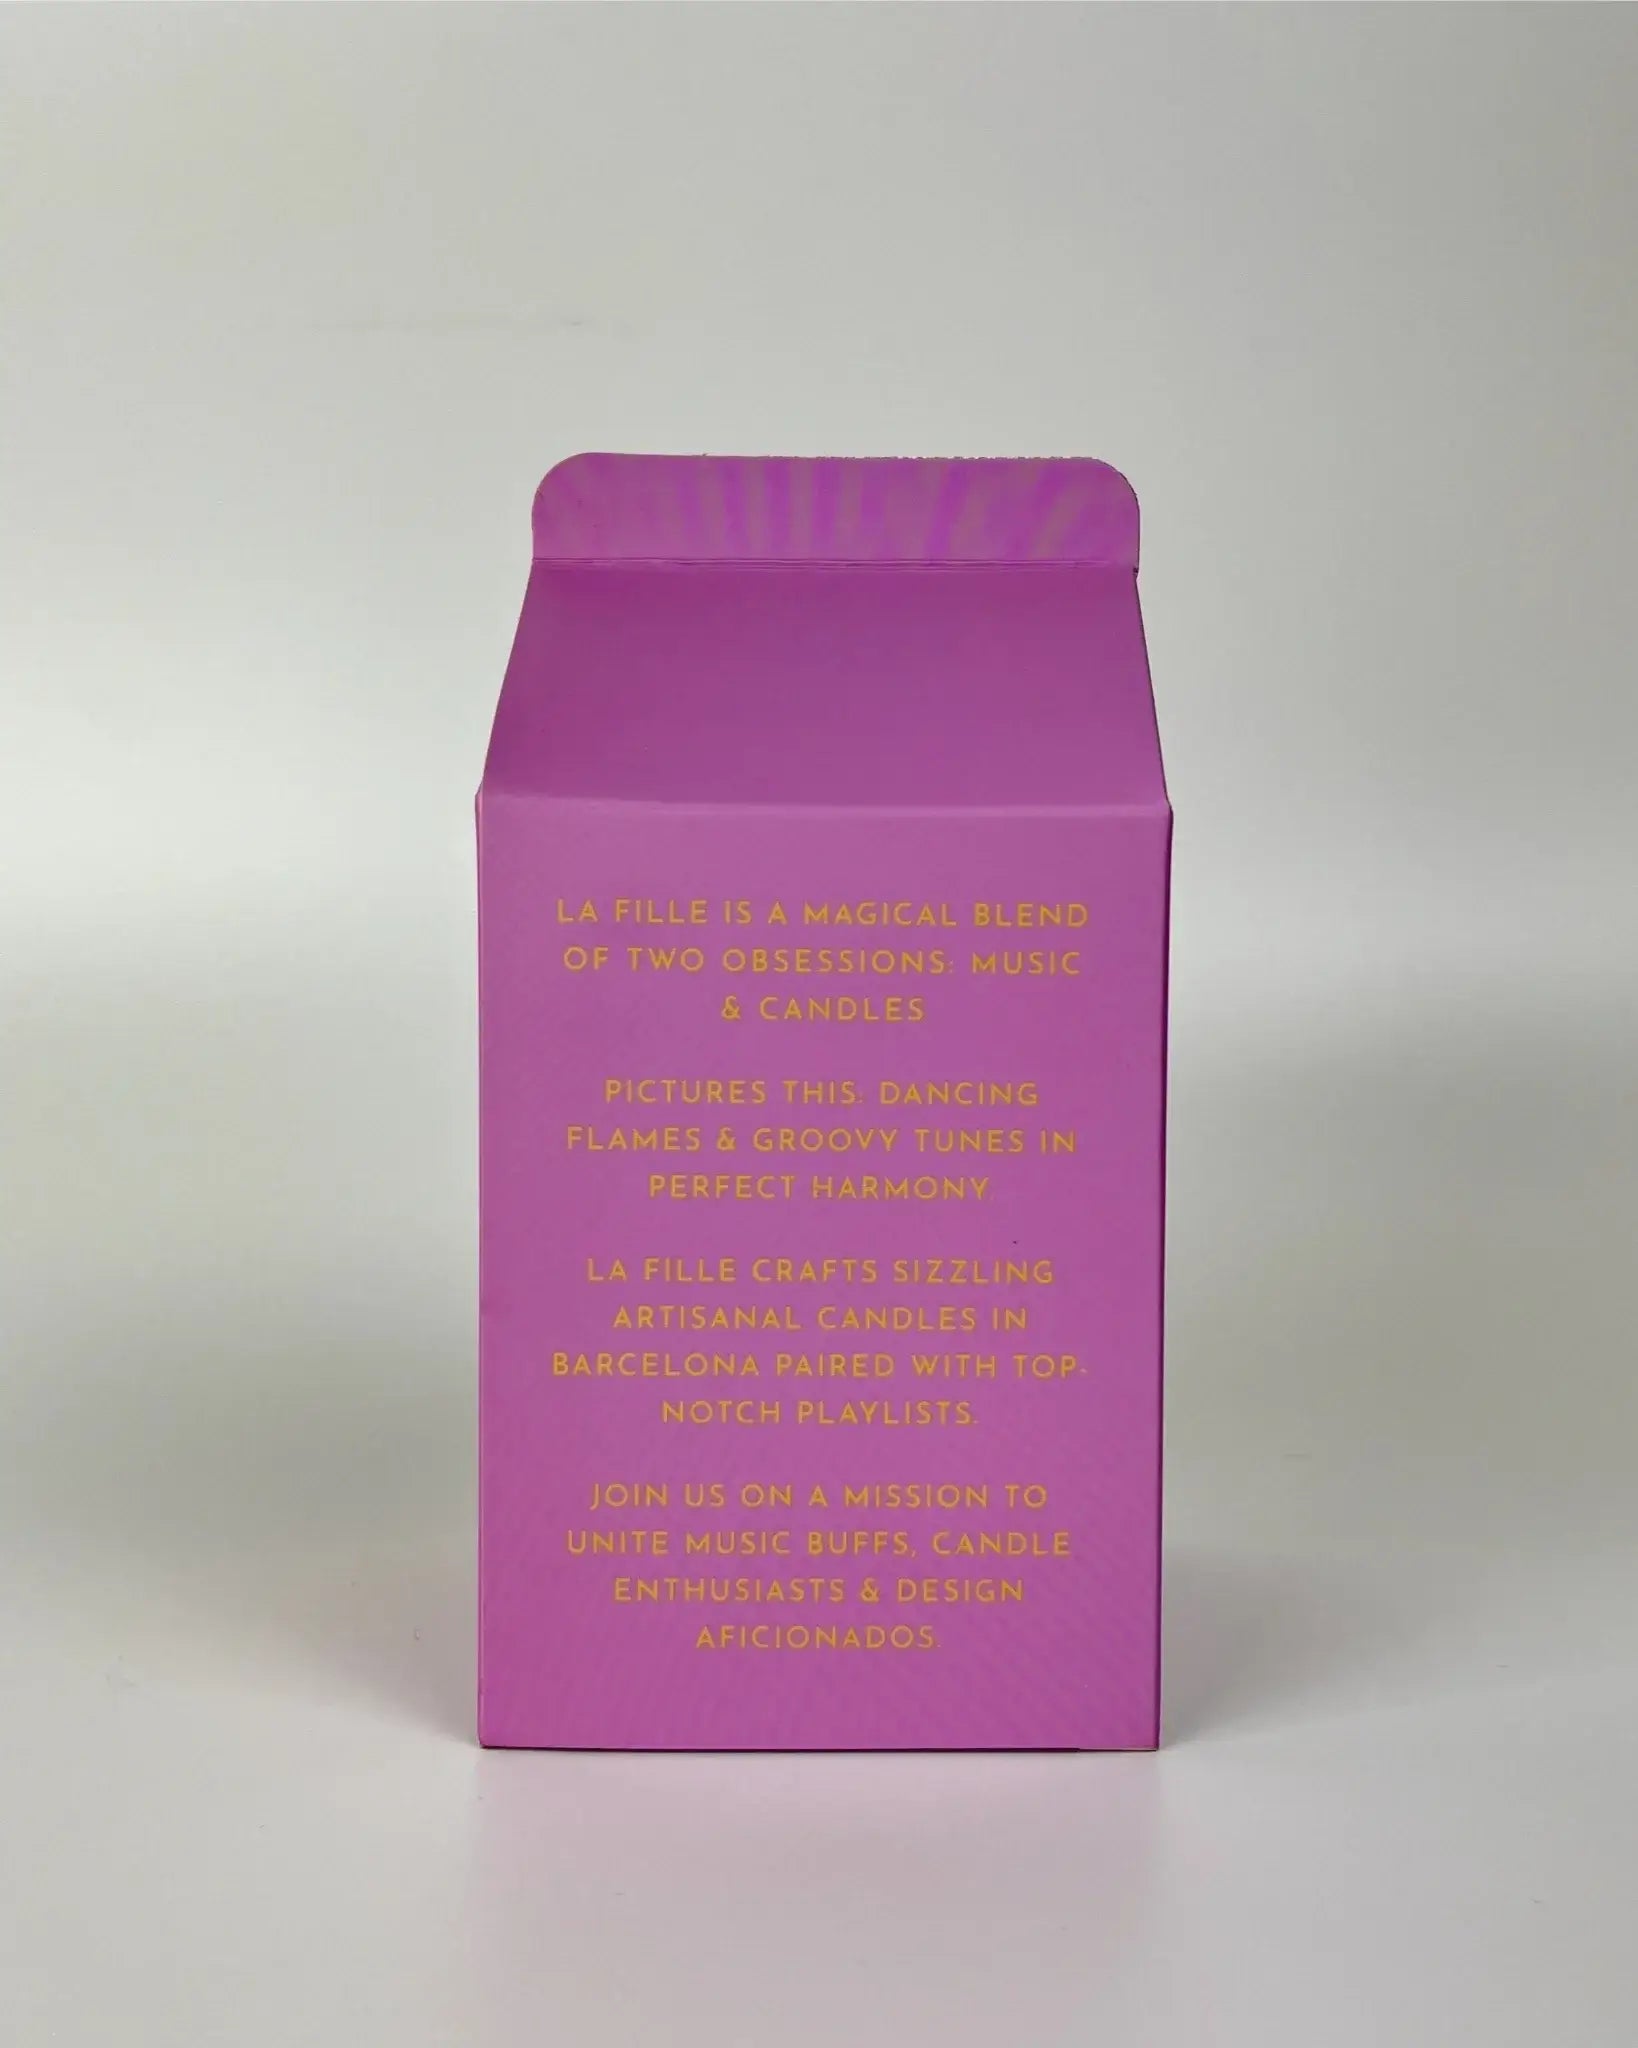 LA FILLE IS A MAGICAL BLEND
OF TWO OBSESSIONS: MUSIC
& CANDLES
PICTURES THIS: DANCING
FLAMES & GROOVY TUNES IN
PERFECT HARMONY.
LA FILLE CRAFTS SIZZLING
ARTISANAL CANDLES IN
BARCELONA PAIRED WITH TOP-
NOTCH PLAYLISTS.
JOIN US ON A MISSION TO
UNITE MUSIC BUFFS, CANDLE
ENTHUSIASTS & DESIGN
AFICIONADOS.